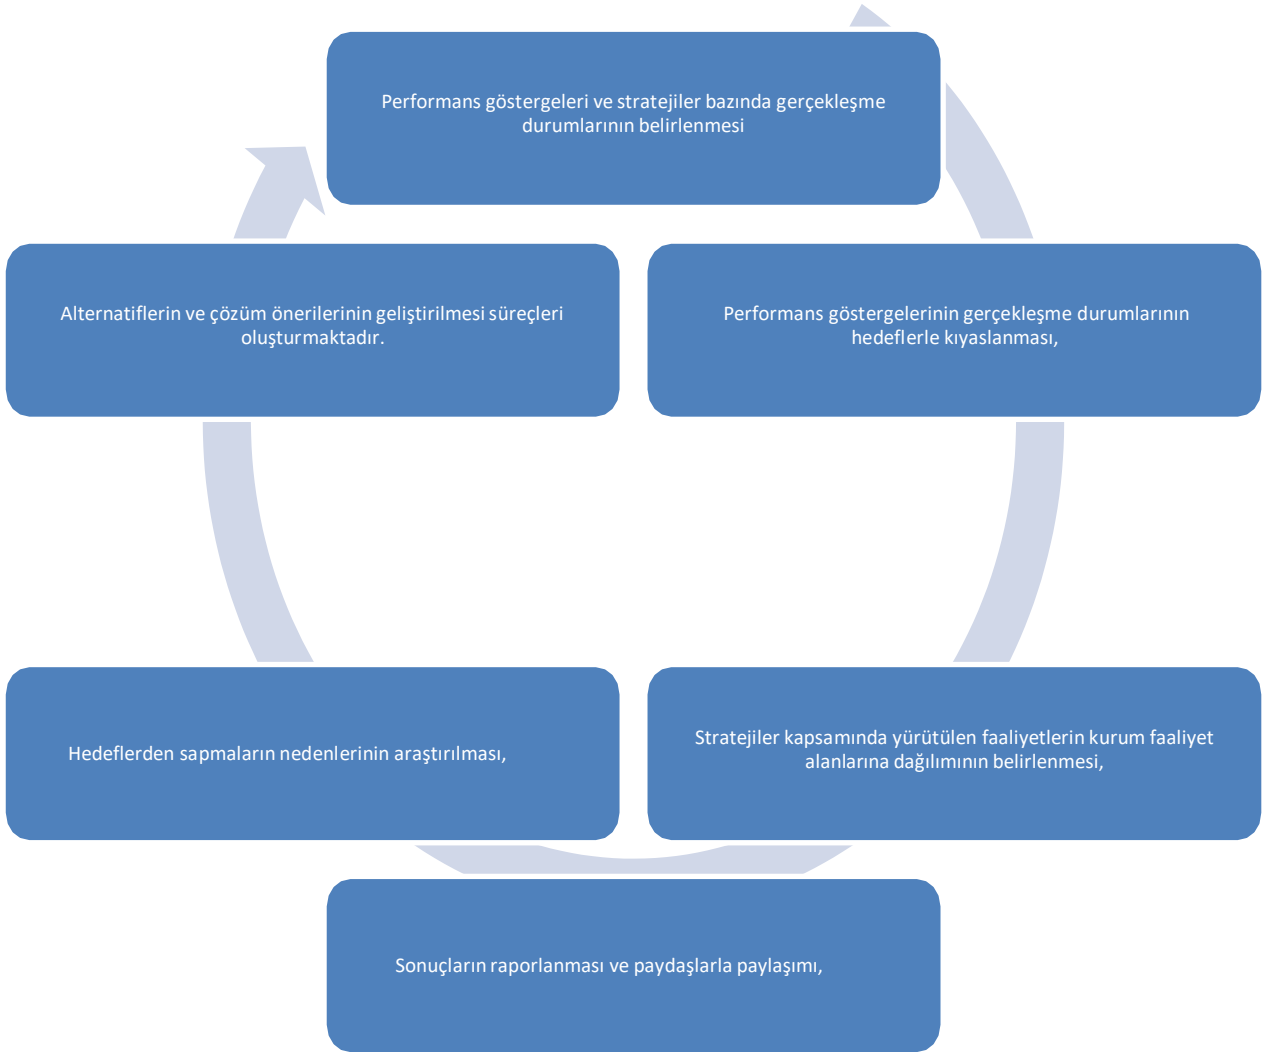 Performans göstergeleri ve stratejiler bazında gerçekleşme
durumlarının belirlenmesi
Performans göstergelerinin gerçekleşme durumlarının
hedeflerle kıyaslanması,
Stratejiler kapsamında yürütülen faaliyetlerin kurum faaliyet
alanlarına dağılımının belirlenmesi,
Sonuçların raporlanması ve paydaşlarla paylaşımı,
Hedeflerden sapmaların nedenlerinin araştırılması,
Alternatiflerin ve çözüm önerilerinin geliştirilmesi süreçleri
oluşturmaktadır.